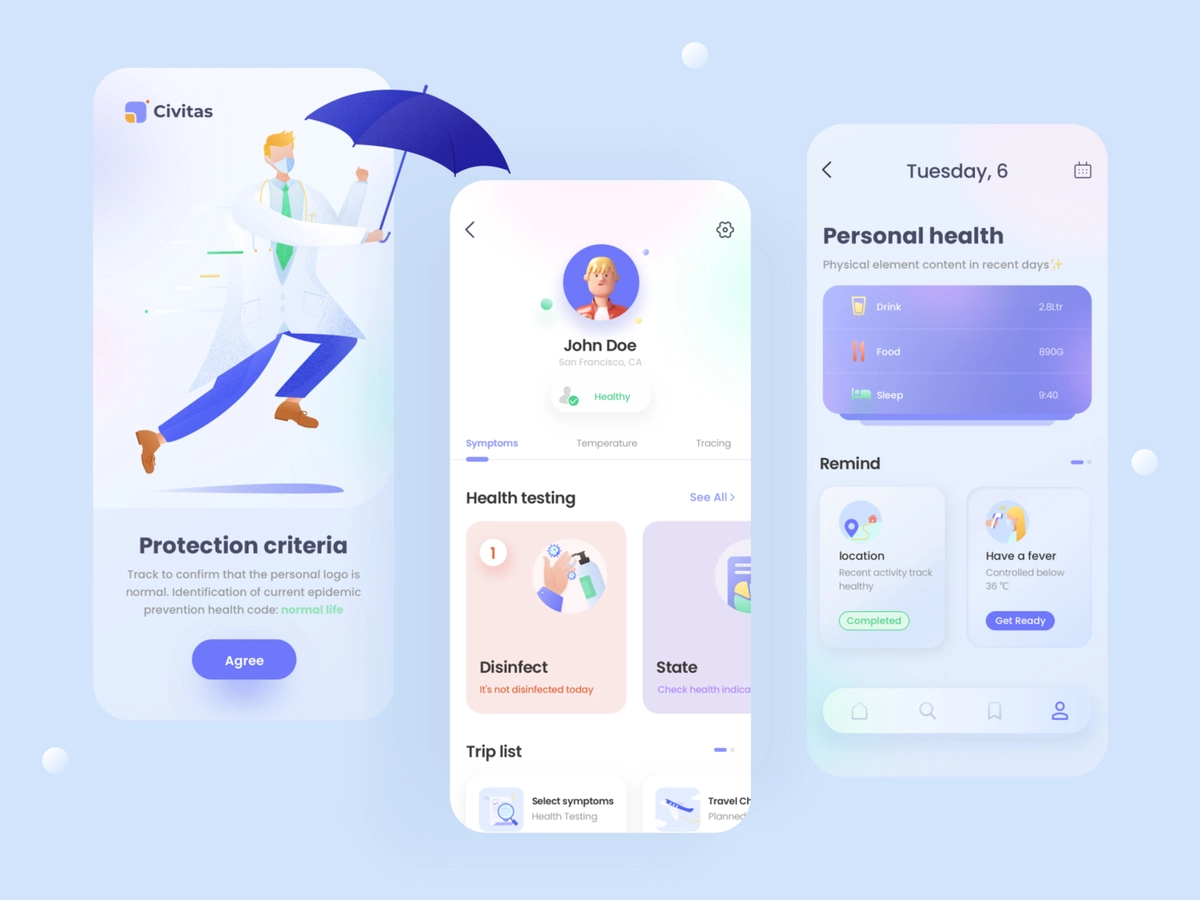 Civitas
Protection criteria
Track to confirm that the personal logo is
normal. Identification of current epidemic
prevention health code: normal life
Agree
John Doe
San Francisco, CA
Healthy
Symptoms Temperature Tracing
Health testing See All >
1
Disinfect
It's not disinfected today
State
Check health indica
Trip list
Select symptoms
Health Testing
Travel Ch
Planned
Tuesday, 6
Personal health
Physical element content in recent days✨
Drink 2.8Ltr
Food 890G
Sleep 9:40
Remind
location
Recent activity track
healthy
Completed
Have a fever
Controlled below
36 ℃
Get Ready